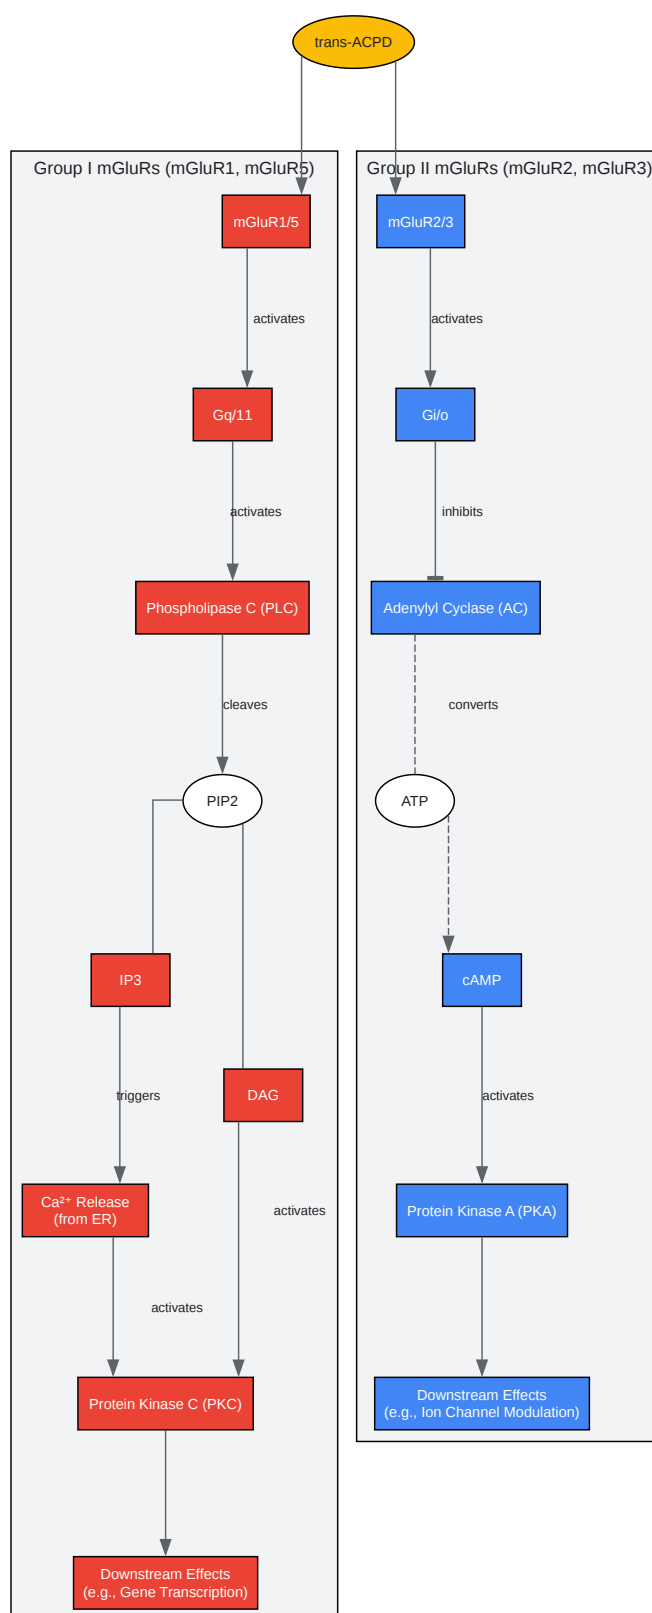 trans-ACPD
Group I mGluRs (mGluR1, mGluR5)
mGluR1/5
activates
Gq/11
activates
Phospholipase C (PLC)
cleaves
PIP2
IP3
triggers
DAG
Ca²⁺ Release
(from ER)
activates
activates
Protein Kinase C (PKC)
Downstream Effects
(e.g., Gene Transcription)
Group II mGluRs (mGluR2, mGluR3)
mGluR2/3
activates
Gi/o
inhibits
Adenylyl Cyclase (AC)
converts
ATP
cAMP
activates
Protein Kinase A (PKA)
Downstream Effects
(e.g., Ion Channel Modulation)